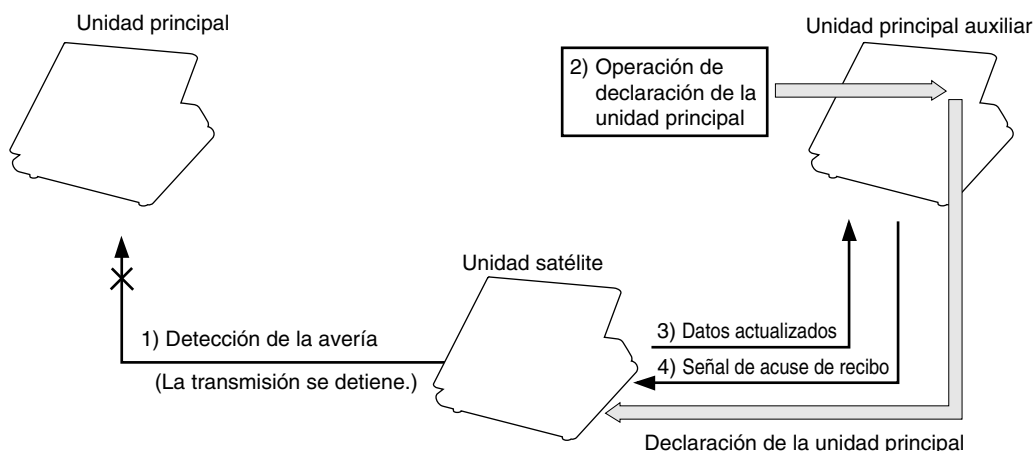 Unidad principal
Unidad principal auxiliar
2) Operación de
declaración de la
unidad principal
Unidad satélite
1) Detección de la avería
(La transmisión se detiene.)
3) Datos actualizados
4) Señal de acuse de recibo
Declaración de la unidad principal